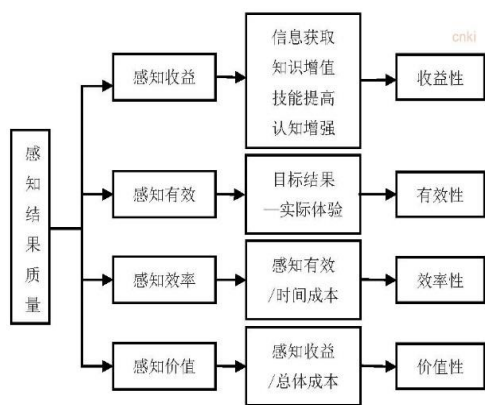 cnki
感知结果质量
感知收益
信息获取
知识增值
技能提高
认知增强
收益性
感知有效
目标结果
—实际体验
有效性
感知效率
感知有效
/时间成本
效率性
感知价值
感知收益
/总体成本
价值性